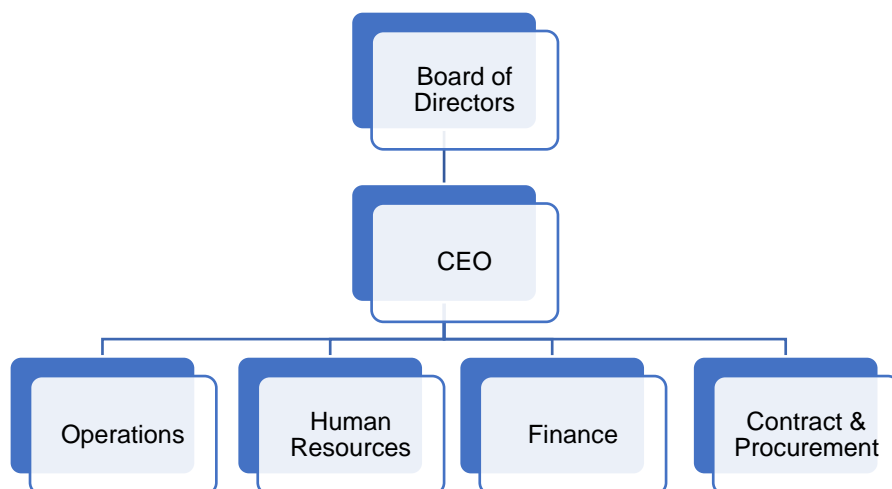 Board of
Directors
CEO
Operations
Human
Resources
Finance
Contract &
Procurement